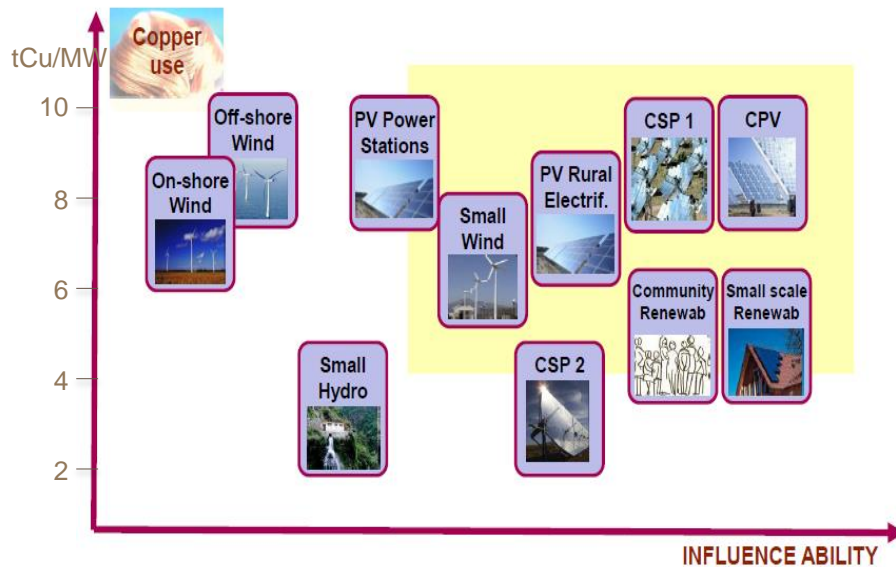 Copper
use
tCu/MW
10
8
6
4
2
Off-shore
Wind
On-shore
Wind
PV Power
Stations
Small
Wind
PV Rural
Electrif.
CSP 1
CPV
Community
Renewab
Small scale
Renewab
Small
Hydro
CSP 2
INFLUENCE ABILITY